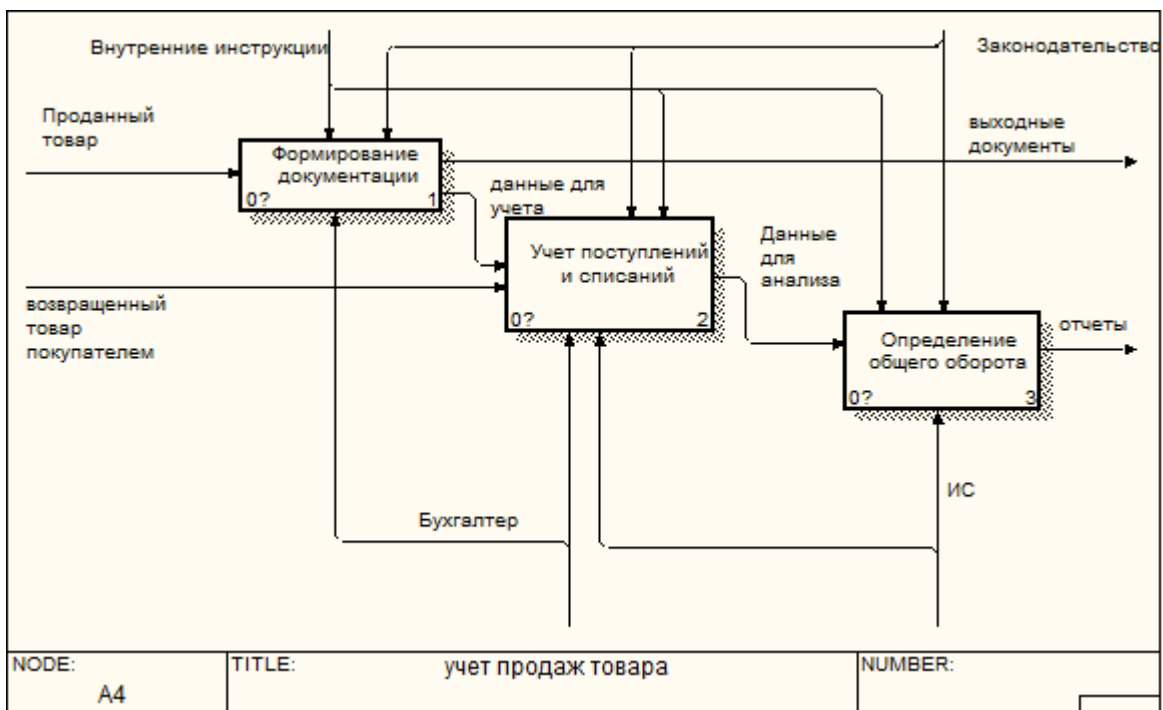 Внутренние инструкции
Законодательство
Проданный
товар
выходные
документы
Формирование
документации
0? 1
данные для
учета
Учет поступлений
и списаний
0? 2
Данные
для
анализа
возвращенный
товар
покупателем
Определение
общего оборота
0? 3
отчеты
ИС
Бухгалтер
NODE:
A4
TITLE:
учет продаж товара
NUMBER: